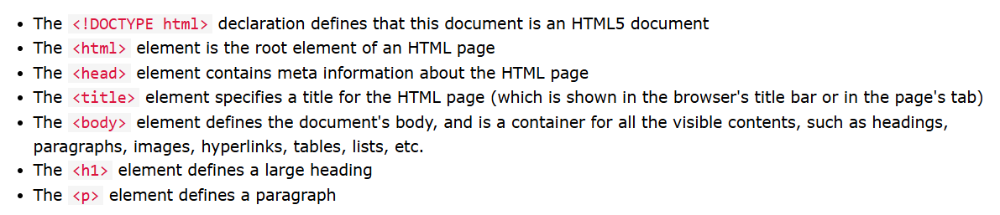 • The <!DOCTYPE html> declaration defines that this document is an HTML5 document
• The <html> element is the root element of an HTML page
• The <head> element contains meta information about the HTML page
• The <title> element specifies a title for the HTML page (which is shown in the browser's title bar or in the page's tab)
• The <body> element defines the document's body, and is a container for all the visible contents, such as headings,
paragraphs, images, hyperlinks, tables, lists, etc.
• The <h1> element defines a large heading
• The <p> element defines a paragraph